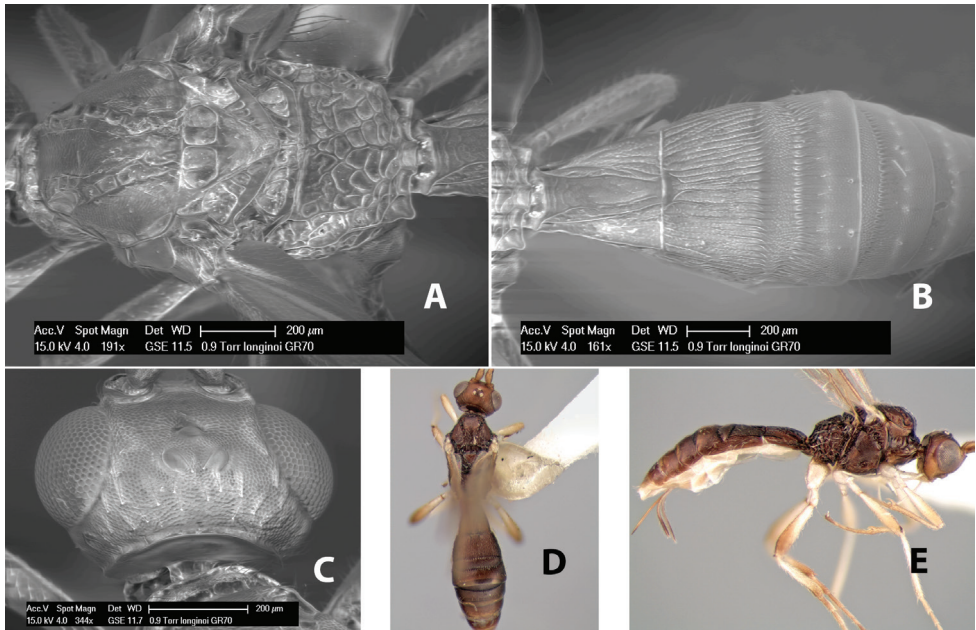 A
Acc.V Spot Magn Det WD 200 µm
15.0 kV 4.0 191x GSE 11.5 0.9 Torr longinoi GR70
B
Acc.V Spot Magn Det WD 200 µm
15.0 kV 4.0 161x GSE 11.5 0.9 Torr longinoi GR70
C
Acc.V Spot Magn Det WD 200 µm
15.0 kV 4.0 344x GSE 11.7 0.9 Torr longinoi GR70
D
E